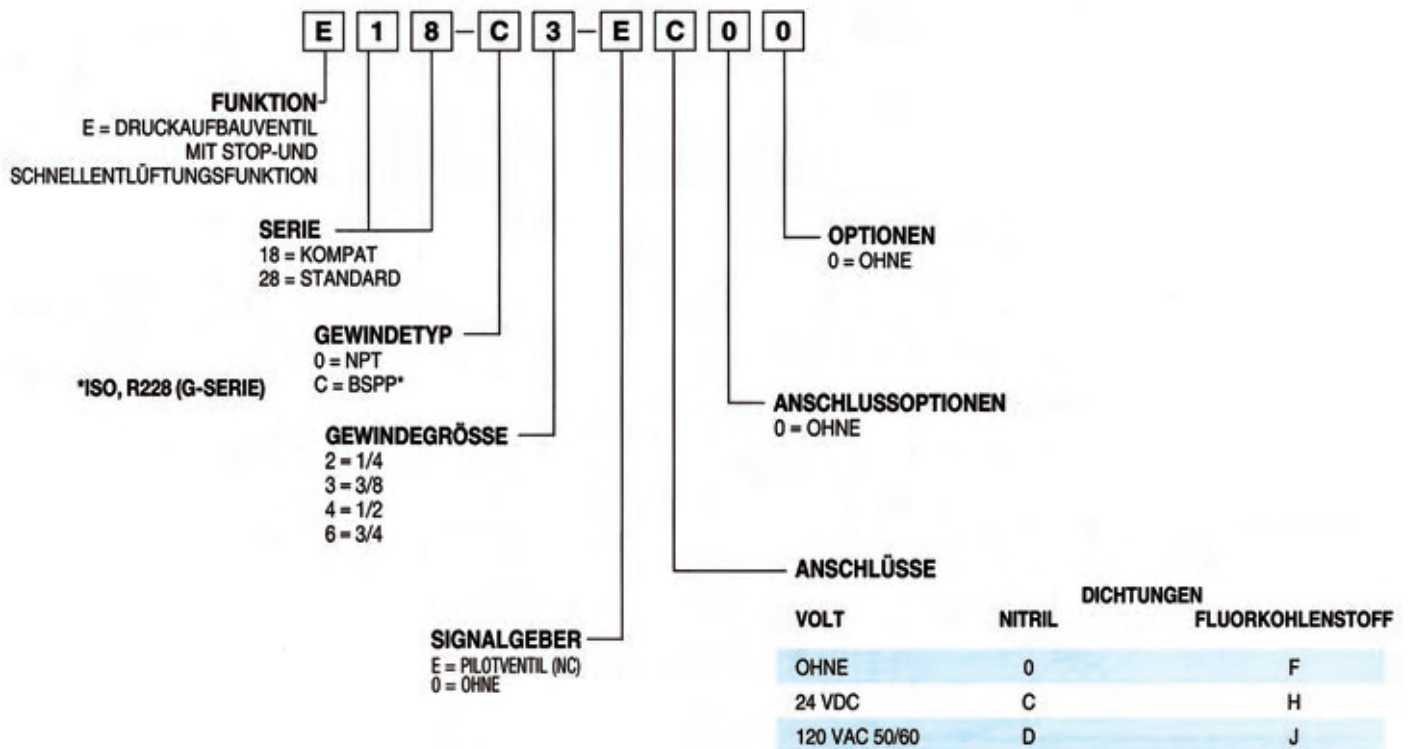 E 1 8 - C 3 - E C 0 0
FUNKTION
E = DRUCKAUFBAUVENTIL
MIT STOP-UND
SCHNELLENTLÜFTUNGSFUNKTION
SERIE
18 = KOMPAT
28 = STANDARD
OPTIONEN
0 = OHNE
GEWINDETYP
0 = NPT
C = BSPP*
*ISO, R228 (G-SERIE)
ANSCHLUSSOPTIONEN
0 = OHNE
GEWINDEGRÖSSE
2 = 1/4
3 = 3/8
4 = 1/2
6 = 3/4
ANSCHLÜSSE
DICHTUNGEN
VOLT NITRIL FLUORKOHLENSTOFF
OHNE 0 F
24 VDC C H
120 VAC 50/60 D J
SIGNALGEBER
E = PILOTVENTIL (NC)
0 = OHNE